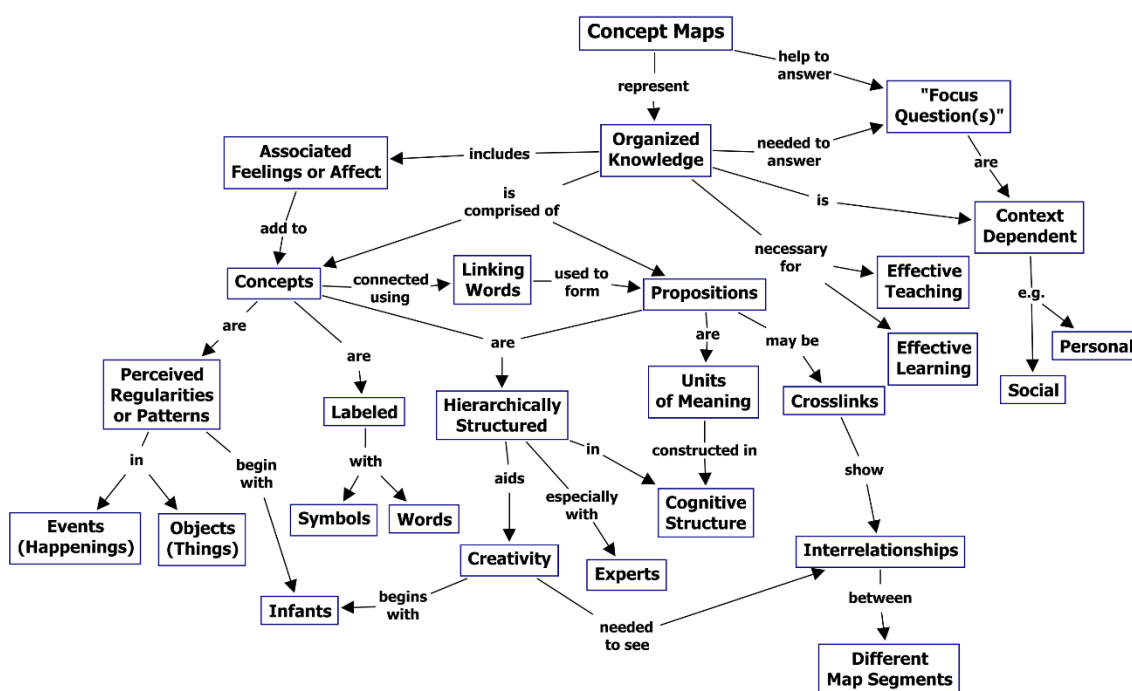 Concept Maps
help to
answer
represent
"Focus
Question(s)"
Organized
Knowledge
needed to
answer
includes
Associated
Feelings or Affect
are
is
comprised of
is
Context
Dependent
add to
necessary
for
Linking
Words
used to
form
connected
using
Concepts
Propositions
Effective
Teaching
e.g.
are
are
are
may be
Personal
Effective
Learning
Perceived
Regularities
or Patterns
Units
of Meaning
Social
Labeled
Hierarchically
Structured
Crosslinks
in
begin
with
with
in
constructed in
show
aids
especially
with
Events
(Happenings)
Objects
(Things)
Symbols
Words
Cognitive
Structure
Creativity
Experts
Interrelationships
Infants
begins
with
needed
to see
between
Different
Map Segments